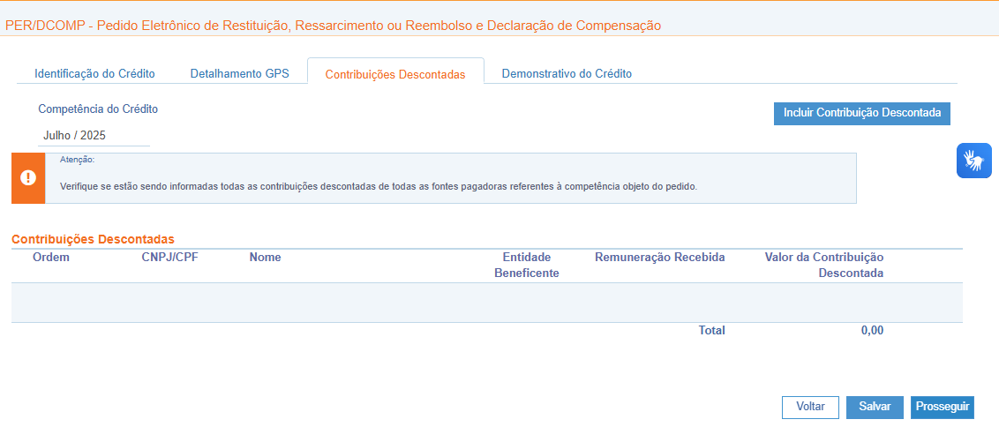 PER/DCOMP - Pedido Eletrônico de Restituição, Ressarcimento ou Reembolso e Declaração de Compensação
Identificação do Crédito
Detalhamento GPS
Contribuições Descontadas
Demonstrativo do Crédito
Competência do Crédito
Incluir Contribuição Descontada
Julho / 2025
Atenção:
Verifique se estão sendo informadas todas as contribuições descontadas de todas as fontes pagadoras referentes à competência objeto do pedido.
Contribuições Descontadas
Ordem
CNPJ/CPF
Nome
Entidade
Beneficente
Remuneração Recebida
Valor da Contribuição
Descontada
Total
0,00
Voltar
Salvar
Prosseguir